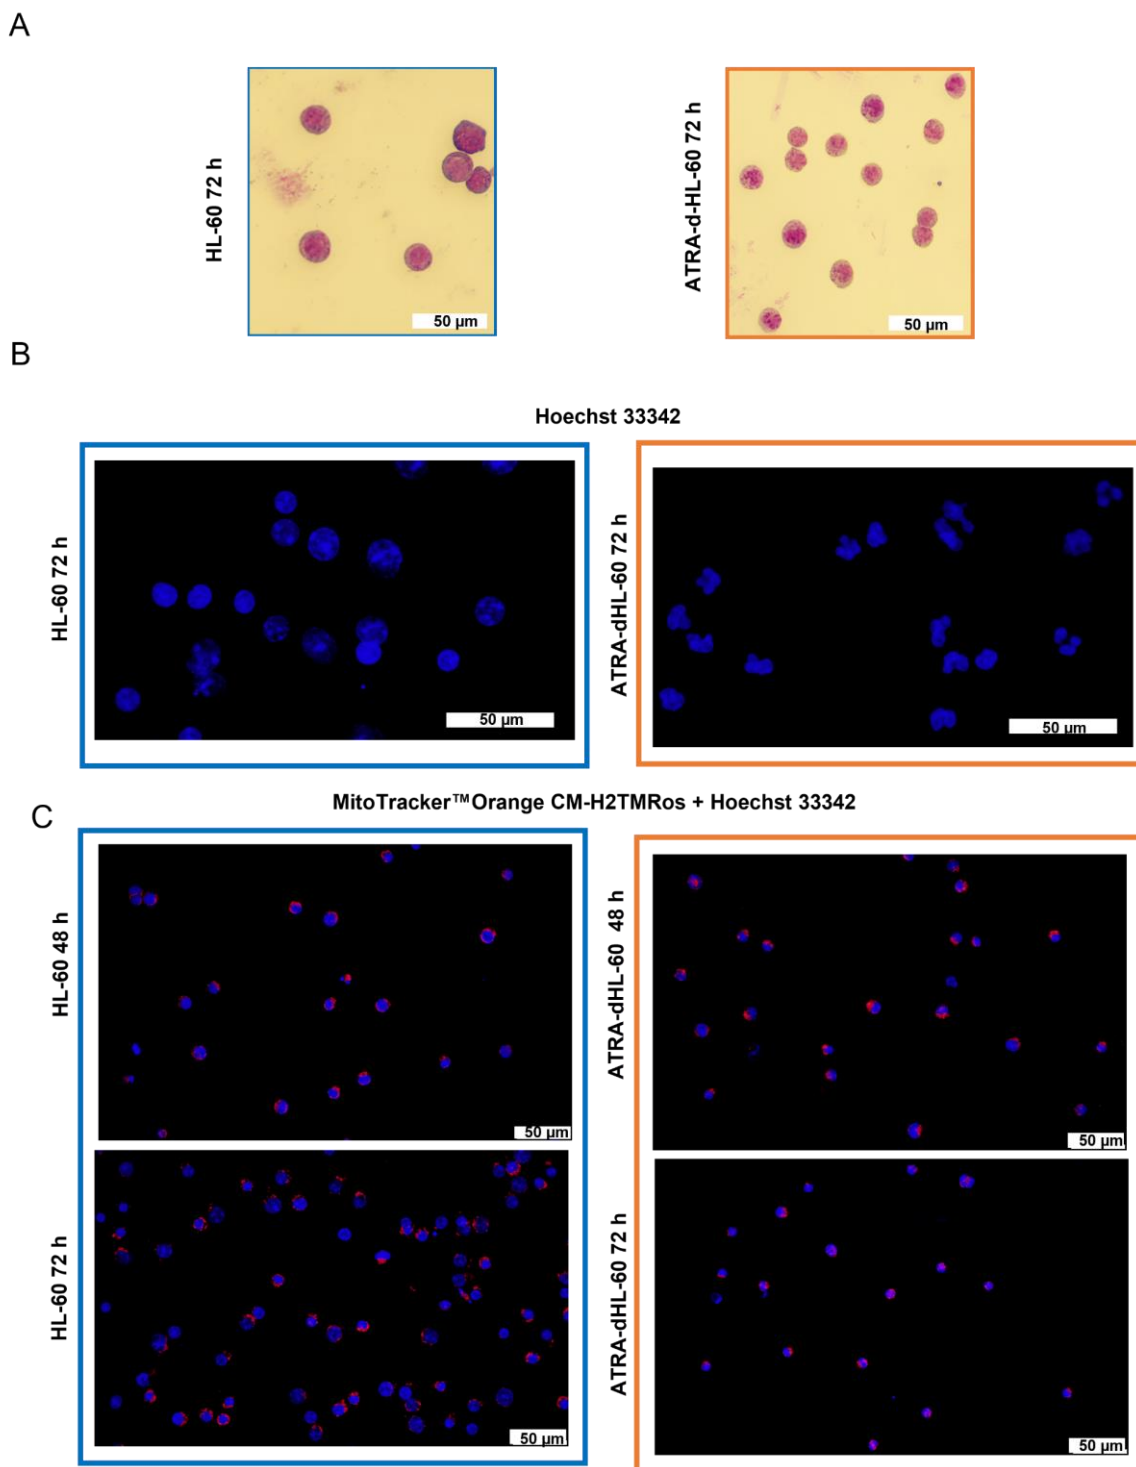 A
HL-60 72 h
50 µm
ATRA-d-HL-60 72 h
50 µm
B
Hoechst 33342
HL-60 72 h
50 µm
ATRA-dHL-60 72 h
50 µm
MitoTracker™Orange CM-H2TMRos + Hoechst 33342
C
HL-60 48 h
50 µm
ATRA-dHL-60 48 h
50 µm
HL-60 72 h
50 µm
ATRA-dHL-60 72 h
50 µm